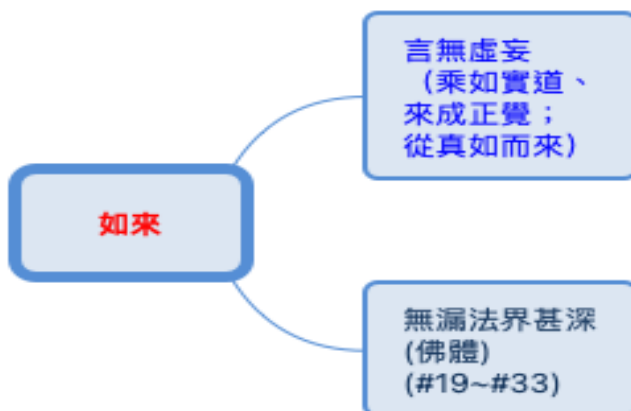 如來
言無虛妄
（乘如實道、
來成正覺；
從真如而來）
無漏法界甚深
(佛體)
(#19~#33)